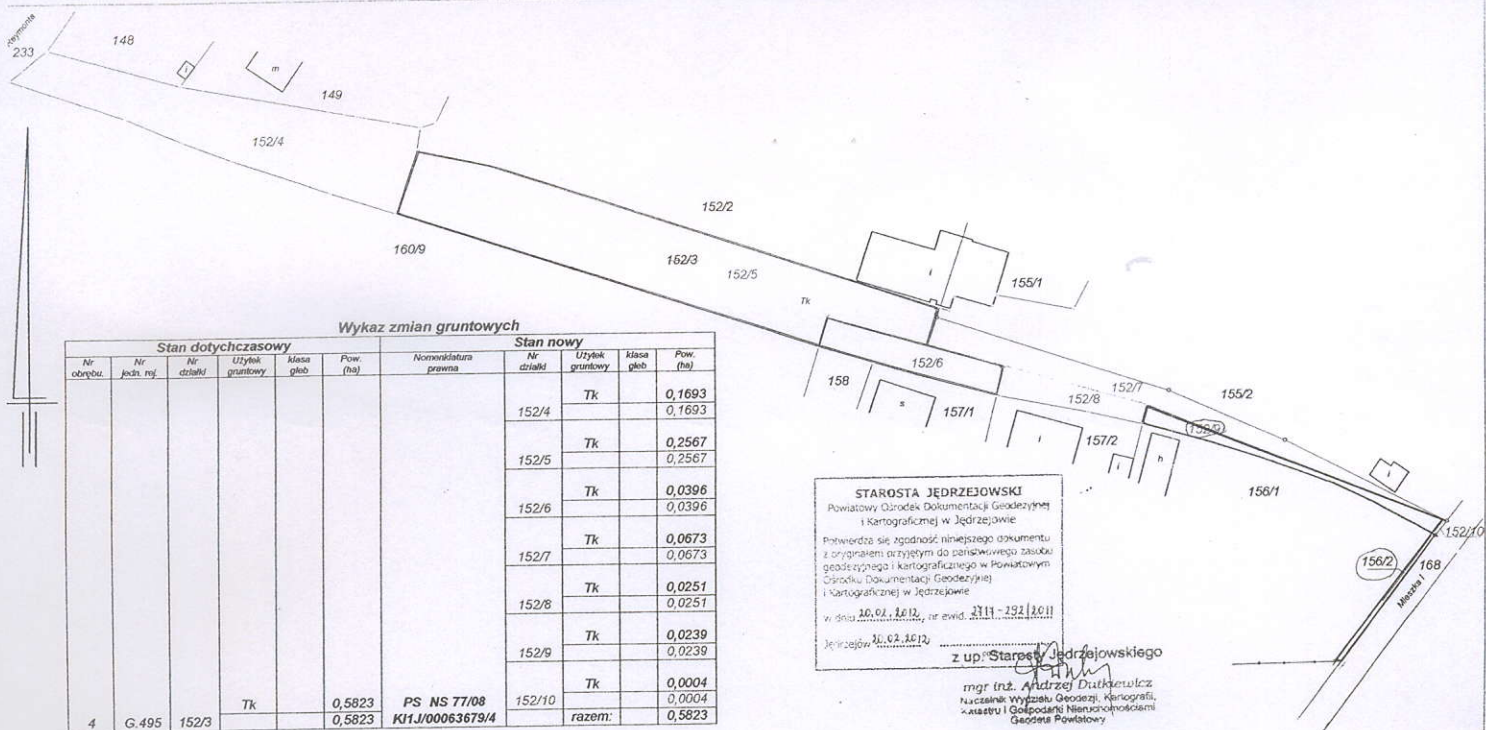 Reymonta
233
148
i
m
149
152/4
152/2
160/9
152/3
152/5
i
155/1
Tk
152/6
158
s
157/1
152/8
152/7
155/2
i
157/2
i
h
152/9
i
156/1
152/10
156/2
168
Mieszka I
Wykaz zmian gruntowych
Stan dotychczasowy Stan nowy
Nr obrębu. Nr jedn. rej. Nr działki Użytek gruntowy klasa gleb Pow. (ha) Nomenklatura prawna Nr działki Użytek gruntowy klasa gleb Pow. (ha)
Tk 0,1693
152/4 0,1693
Tk 0,2567
152/5 0,2567
Tk 0,0396
152/6 0,0396
Tk 0,0673
152/7 0,0673
Tk 0,0251
152/8 0,0251
Tk 0,0239
152/9 0,0239
Tk 0,0004
Tk 0,5823 PS NS 77/08 152/10 0,0004
4 G.495 152/3 0,5823 KI1J/00063679/4 razem: 0,5823
STAROSTA JĘDRZEJOWSKI
Powiatowy Ośrodek Dokumentacji Geodezyjnej
i Kartograficznej w Jędrzejowie
Potwierdza się zgodność niniejszego dokumentu
z oryginałem przyjętym do państwowego zasobu
geodezyjnego i kartograficznego w Powiatowym
Ośrodku Dokumentacji Geodezyjnej
i Kartograficznej w Jędrzejowie
w dniu 20.02.2012, nr ewid. 2717-292/2011
Jędrzejów 20.02.2012
z up. Starosty Jędrzejowskiego
mgr inż. Andrzej Dutkiewicz
Naczelnik Wydziału Geodezji, Kartografii,
Katastru i Gospodarki Nieruchomościami
Geodeta Powiatowy